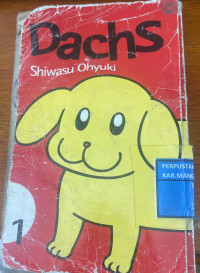 Dachs
Shiwasu Ohyuki
PERPUSTA
KAB.MANG
1